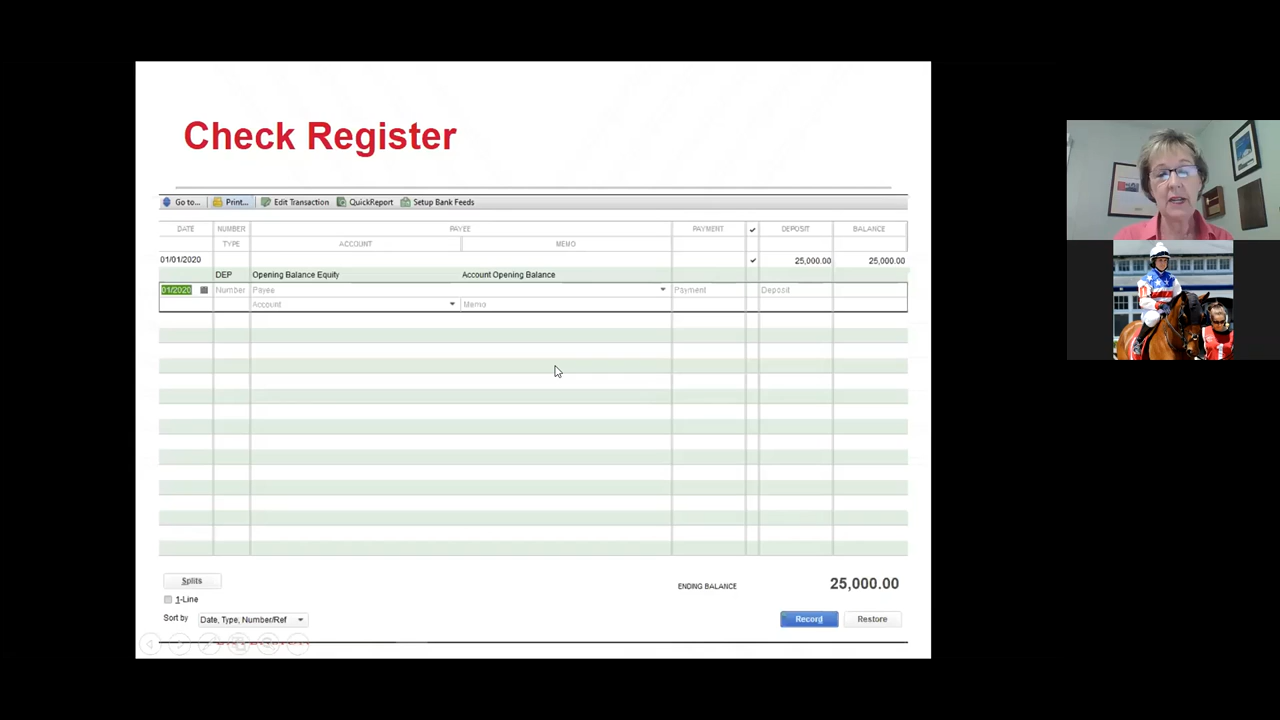 Check Register
Go to... Print... Edit Transaction QuickReport Setup Bank Feeds
DATE NUMBER PAYEE PAYMENT ✓ DEPOSIT BALANCE
TYPE ACCOUNT MEMO
01/01/2020 ✓ 25,000.00 25,000.00
DEP Opening Balance Equity Account Opening Balance
01/2020 Number Payee Payment Deposit
Account Memo
Splits
ENDING BALANCE 25,000.00
1-Line
Sort by Date, Type, Number/Ref
Record Restore
1